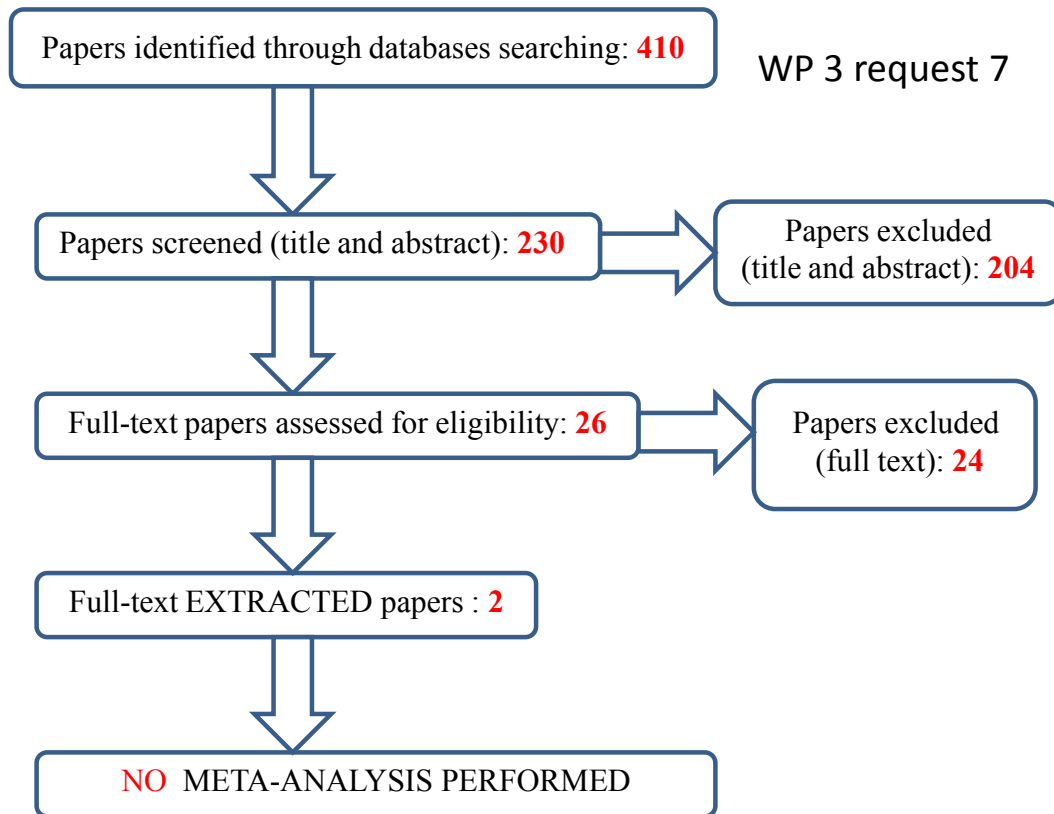 Papers identified through databases searching: 410
WP 3 request 7
Papers screened (title and abstract): 230
Papers excluded
(title and abstract): 204
Full-text papers assessed for eligibility: 26
Papers excluded
(full text): 24
Full-text EXTRACTED papers : 2
NO META-ANALYSIS PERFORMED